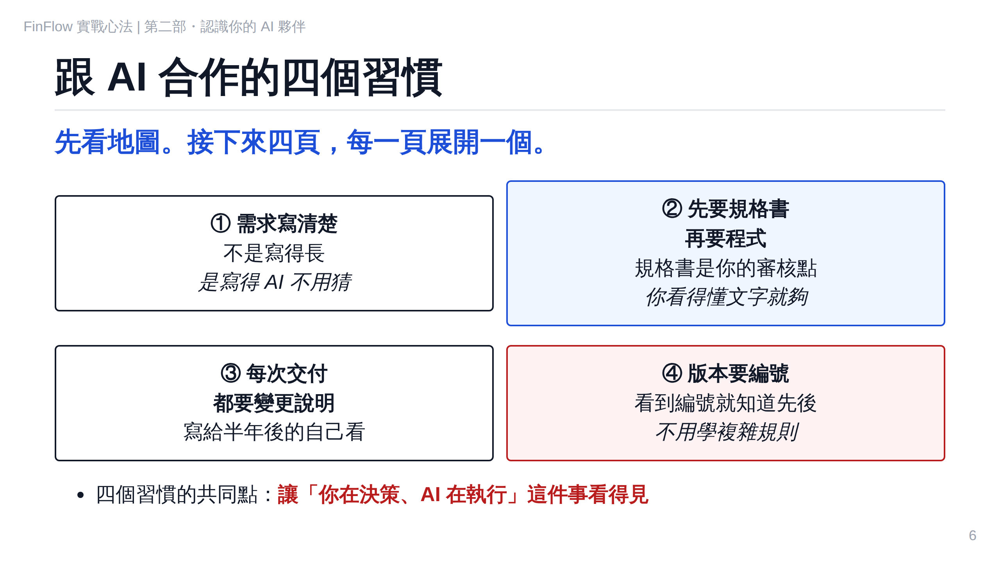 FinFlow 實戰心法 | 第二部・認識你的 AI 夥伴
跟 AI 合作的四個習慣
先看地圖。接下來四頁，每一頁展開一個。
① 需求寫清楚
不是寫得長
是寫得 AI 不用猜
② 先要規格書
再要程式
規格書是你的審核點
你看得懂文字就夠
③ 每次交付
都要變更說明
寫給半年後的自己看
④ 版本要編號
看到編號就知道先後
不用學複雜規則
• 四個習慣的共同點：讓「你在決策、AI 在執行」這件事看得見
6